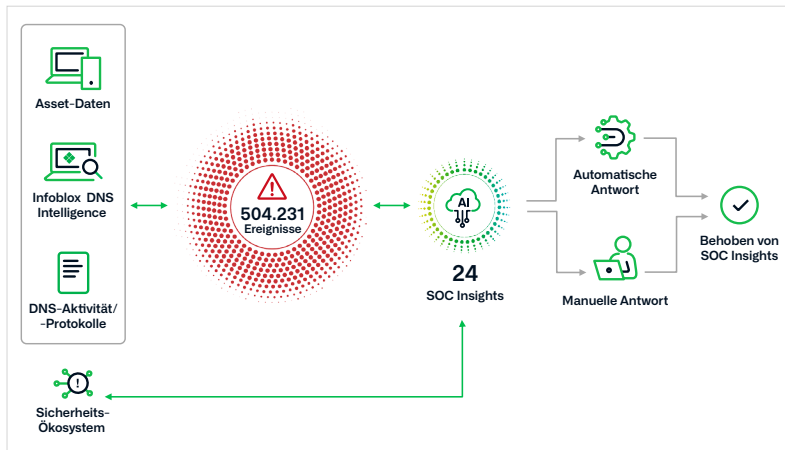 Asset-Daten
Infoblox DNS
Intelligence
DNS-Aktivität/
-Protokolle
Sicherheits-
Ökosystem
504.231
Ereignisse
AI
24
SOC Insights
Automatische
Antwort
Manuelle Antwort
Behoben von
SOC Insights